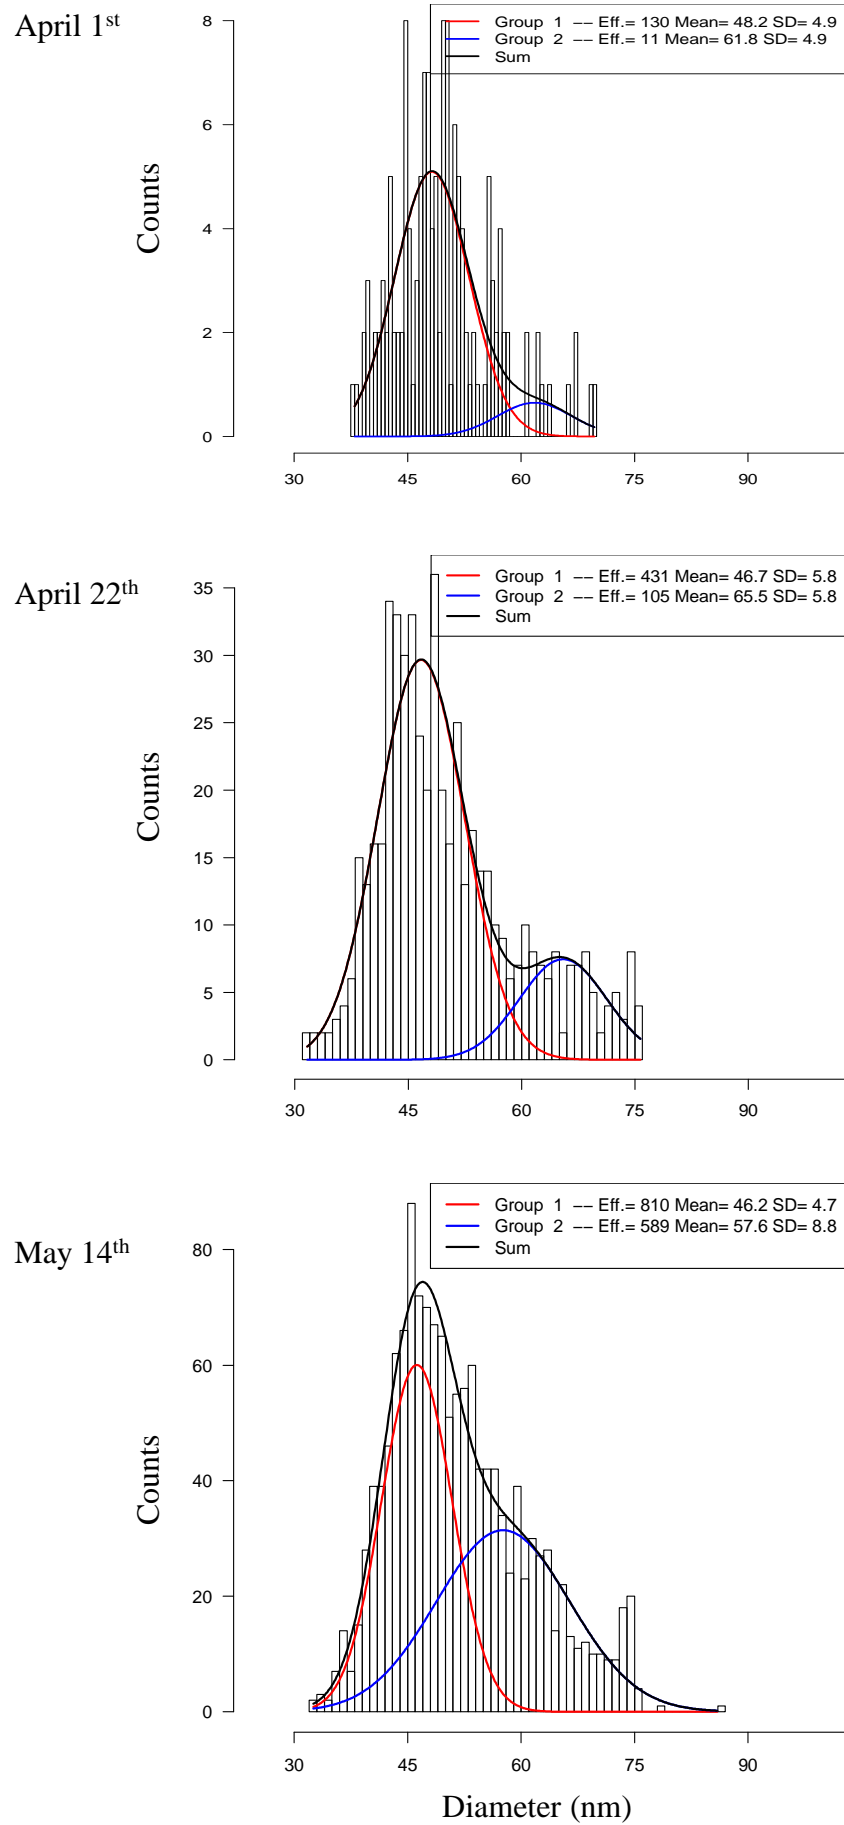 April 1st
Group 1 –– Eff.= 130 Mean= 48.2 SD= 4.9
Group 2 –– Eff.= 11 Mean= 61.8 SD= 4.9
Sum
Counts
8
6
4
2
0
30 45 60 75 90
April 22th
Group 1 –– Eff.= 431 Mean= 46.7 SD= 5.8
Group 2 –– Eff.= 105 Mean= 65.5 SD= 5.8
Sum
Counts
35
30
25
20
15
10
5
0
30 45 60 75 90
May 14th
Group 1 –– Eff.= 810 Mean= 46.2 SD= 4.7
Group 2 –– Eff.= 589 Mean= 57.6 SD= 8.8
Sum
Counts
80
60
40
20
0
30 45 60 75 90
Diameter (nm)